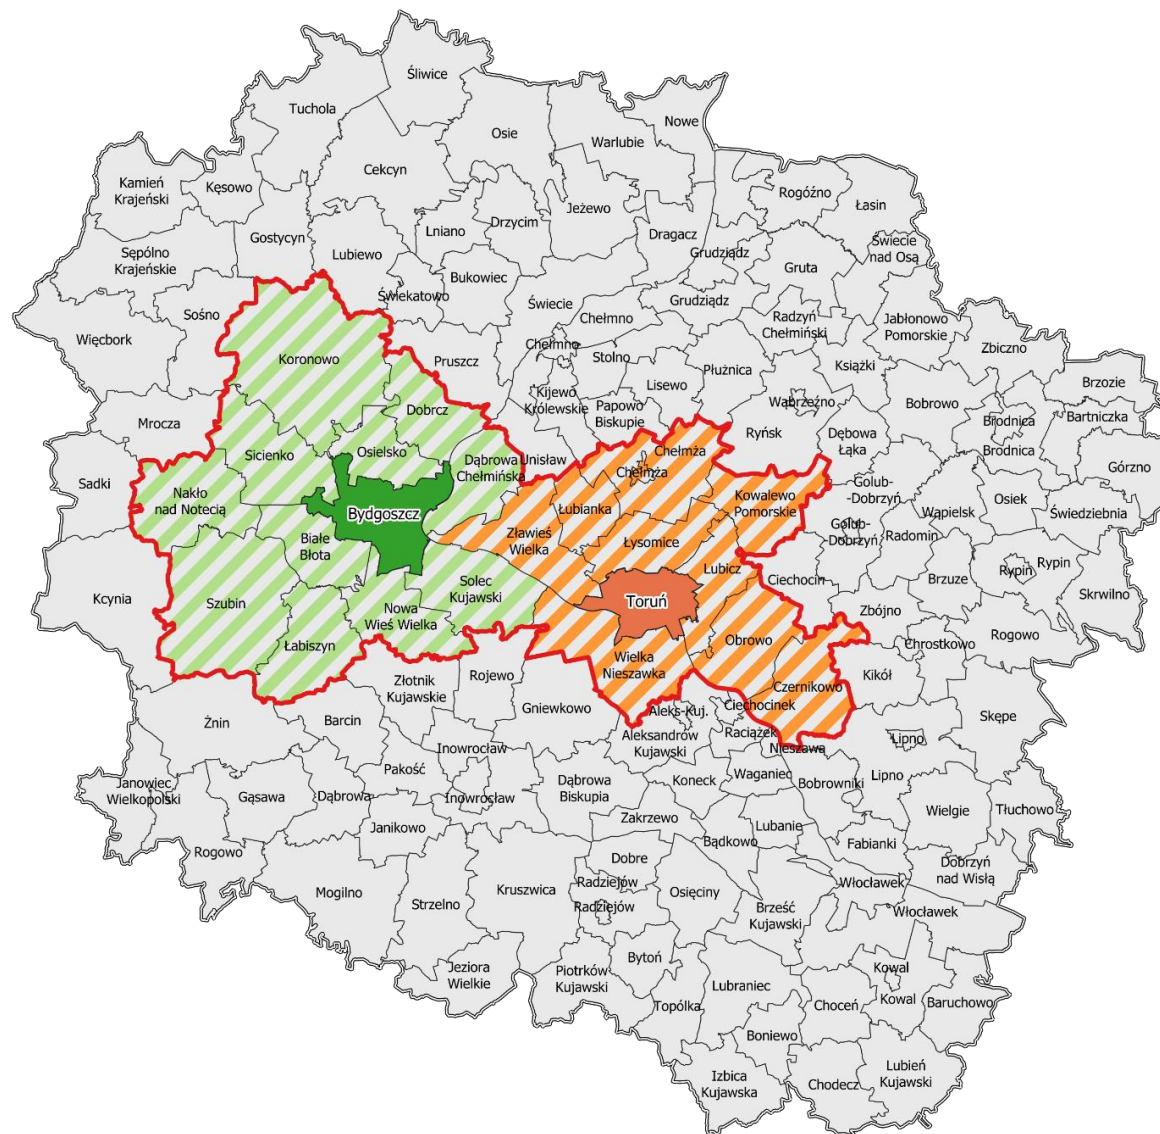 Śliwice
Tuchola
Nowe
Osie
Warlubie
Cekcyn
Kamień
Krajeński
Kęsowo
Rogóźno
Łasin
Jeżewo
Drzycim
Lniano
Dragacz
Gostycyn
Świecie
nad Osą
Sępólno
Krajeńskie
Lubiewo
Grudziądz
Gruta
Bukowiec
Świekatowo
Świecie
Grudziądz
Sośno
Chełmno
Radzyń
Chełmiński
Jabłonowo
Pomorskie
Więcbork
Chełmno
Zbiczno
Koronowo
Pruszcz
Stolno
Płużnica
Książki
Lisewo
Bobrowo
Brzozie
Kijewo
Królewskie
Wąbrzeźno
Dobrcz
Papowo
Biskupie
Brodnica
Bartniczka
Mrocza
Ryńsk
Dębowa
Łąka
Brodnica
Sicienko
Osielsko
Dąbrowa
Chełmińska
Unisław
Chełmża
Chełmża
Górzno
Sadki
Golub-
-Dobrzyń
Nakło
nad Notecią
Kowalewo
Pomorskie
Osiek
Bydgoszcz
Łubianka
Wąpielsk
Świedziebnia
Golub-
-Dobrzyń
Zławieś
Wielka
Łysomice
Radomin
Białe
Błota
Lubicz
Rypin
Rypin
Ciechocin
Brzuze
Solec
Kujawski
Skrwilno
Kcynia
Szubin
Toruń
Nowa
Wieś Wielka
Zbójno
Rogowo
Łabiszyn
Obrowo
Chrostkowo
Wielka
Nieszawka
Kikół
Złotnik
Kujawskie
Rojewo
Czernikowo
Gniewkowo
Aleks-Kuj.
Ciechocinek
Skępe
Żnin
Barcin
Aleksandrów
Kujawski
Raciążek
Lipno
Inowrocław
Nieszawa
Pakość
Waganiec
Lipno
Janowiec
Wielkopolski
Dąbrowa
Biskupia
Koneck
Bobrowniki
Gąsawa
Dąbrowa
Inowrosław
Wielgie
Tłuchowo
Zakrzewo
Janikowo
Lubanie
Bądkowo
Fabianki
Rogowo
Dobre
Dobrzyń
nad Wisłą
Radziejów
Włocławek
Mogilno
Kruszwica
Osięciny
Strzelno
Radziejów
Brześć
Kujawski
Włocławek
Bytoń
Jeziora
Wielkie
Piotrków
Kujawski
Kowal
Lubraniec
Kowal
Topólka
Choceń
Baruchowo
Boniewo
Izbica
Kujawska
Lubień
Kujawski
Chodecz